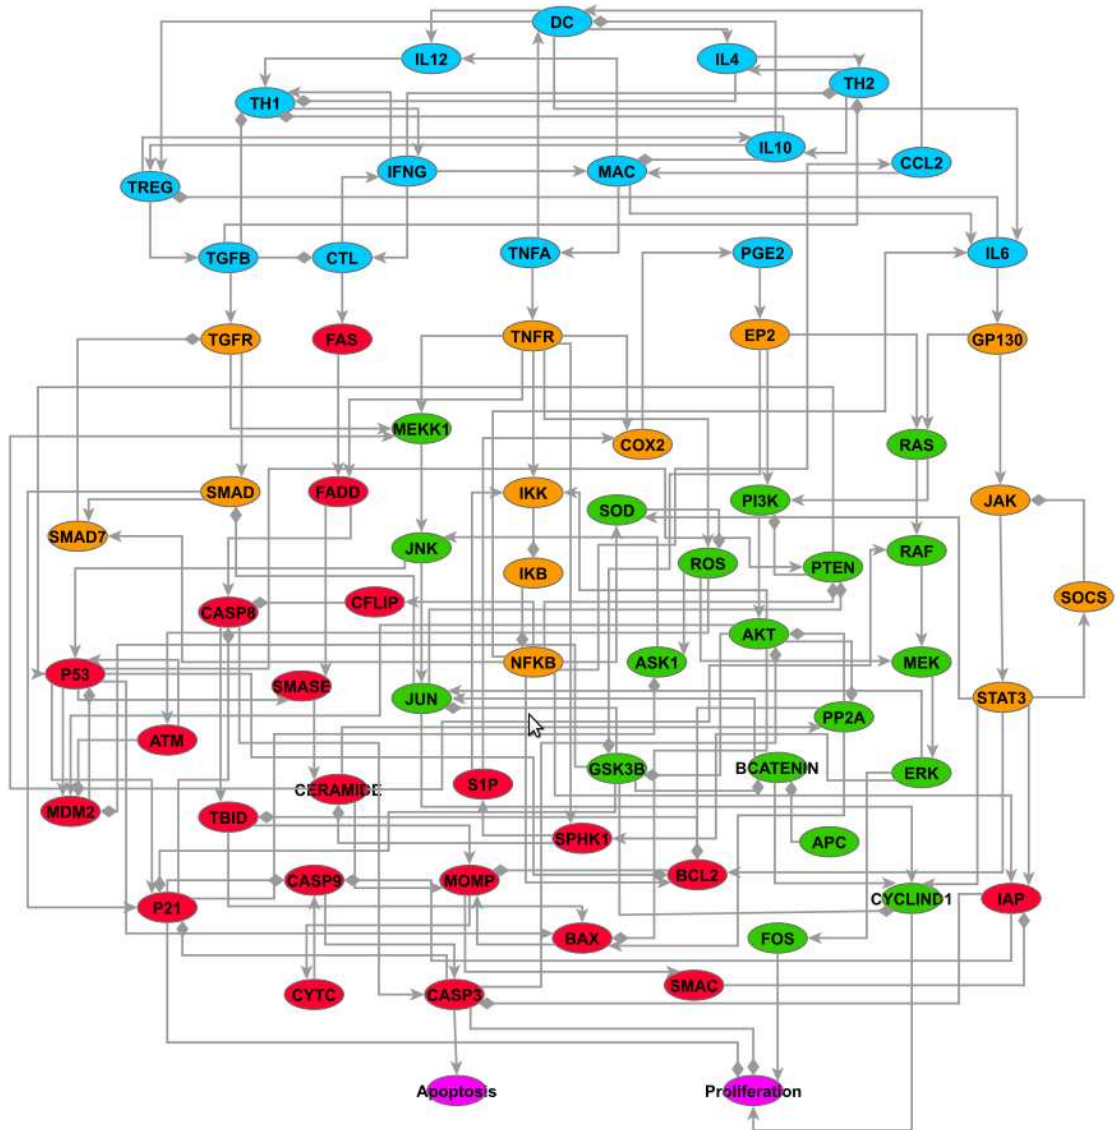 DC
IL12
IL4
TH2
TH1
IL10
CCL2
TREG
IFNG
MAC
TGFB
CTL
TNFA
PGE2
IL6
TGFR
FAS
TNFR
EP2
GP130
MEKK1
COX2
RAS
SMAD
FADD
IKK
SOD
PI3K
JAK
SMAD7
JNK
IKB
ROS
PTEN
RAF
SOCS
CASP8
CFLIP
AKT
P53
SMASE
NFKB
ASK1
MEK
JUN
STAT3
PP2A
ATM
GSK3B
BCATENIN
ERK
CERAMIDE
S1P
MDM2
TBID
SPHK1
APC
CASP9
MOMP
BCL2
P21
CYCLIND1
IAP
BAX
FOS
CYTC
CASP3
SMAC
Apoptosis
Proliferation